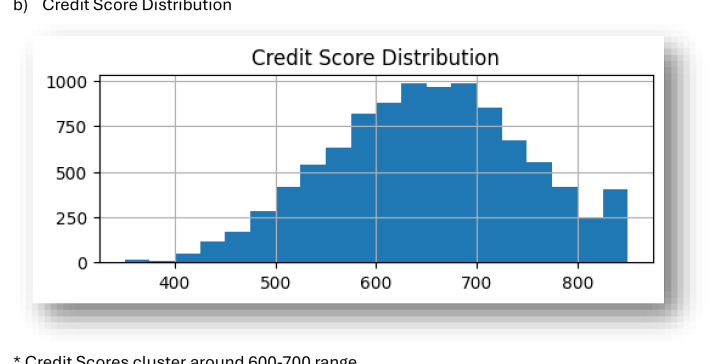 b) Credit Score Distribution
Credit Score Distribution
1000
750
500
250
0
400 500 600 700 800
* Credit Scores cluster around 600-700 range